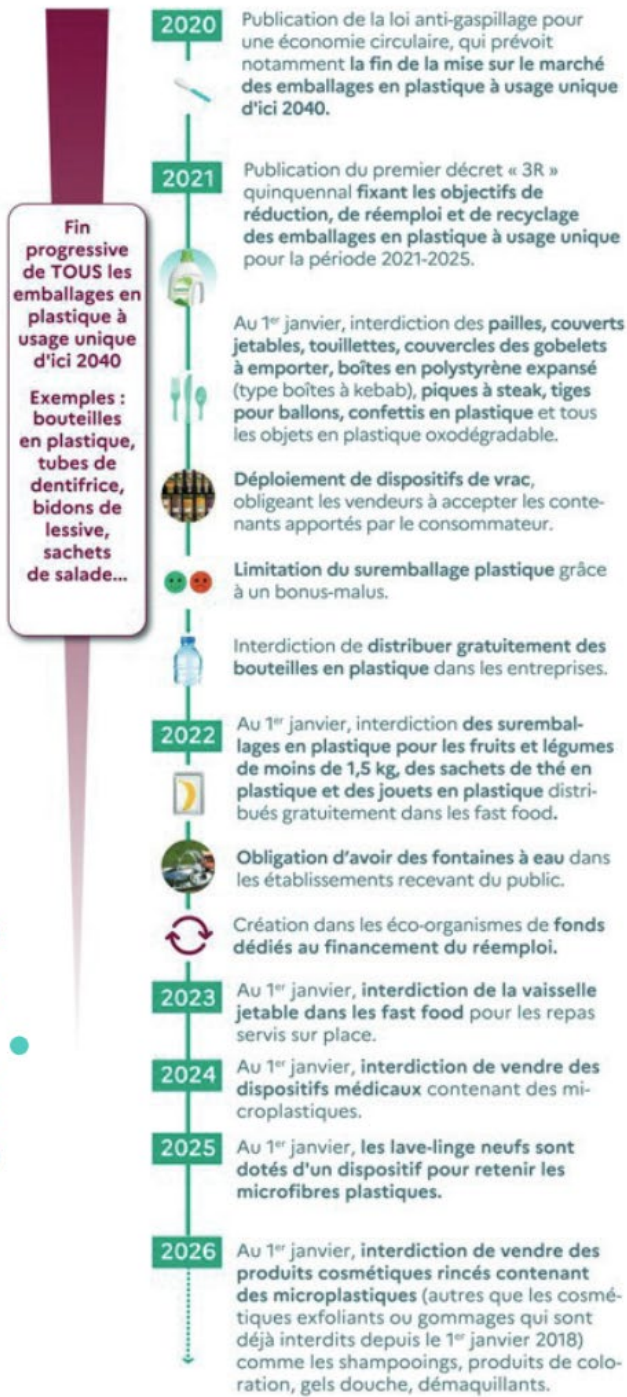 2020
Publication de la loi anti-gaspillage pour
une économie circulaire, qui prévoit
notamment la fin de la mise sur le marché
des emballages en plastique à usage unique
d'ici 2040.
2021
Publication du premier décret « 3R »
quinquennal fixant les objectifs de
réduction, de réemploi et de recyclage
des emballages en plastique à usage unique
pour la période 2021-2025.
Fin
progressive
de TOUS les
emballages en
plastique à
usage unique
d'ici 2040
Exemples :
bouteilles
en plastique,
tubes de
dentifrice,
bidons de
lessive,
sachets
de salade...
Au 1er janvier, interdiction des pailles, couverts
jetables, touillettes, couvercles des gobelets
à emporter, boîtes en polystyrène expansé
(type boîtes à kebab), piques à steak, tiges
pour ballons, confettis en plastique et tous
les objets en plastique oxodégradable.
Déploiement de dispositifs de vrac,
obligeant les vendeurs à accepter les conte-
nants apportés par le consommateur.
Limitation du suremballage plastique grâce
à un bonus-malus.
Interdiction de distribuer gratuitement des
bouteilles en plastique dans les entreprises.
2022
Au 1er janvier, interdiction des surembal-
lages en plastique pour les fruits et légumes
de moins de 1,5 kg, des sachets de thé en
plastique et des jouets en plastique distri-
bués gratuitement dans les fast food.
Obligation d'avoir des fontaines à eau dans
les établissements recevant du public.
Création dans les éco-organismes de fonds
dédiés au financement du réemploi.
2023
Au 1er janvier, interdiction de la vaisselle
jetable dans les fast food pour les repas
servis sur place.
2024
Au 1er janvier, interdiction de vendre des
dispositifs médicaux contenant des mi-
croplastiques.
2025
Au 1er janvier, les lave-linge neufs sont
dotés d'un dispositif pour retenir les
microfibres plastiques.
2026
Au 1er janvier, interdiction de vendre des
produits cosmétiques rincés contenant
des microplastiques (autres que les cosmé-
tiques exfoliants ou gommages qui sont
déjà interdits depuis le 1er janvier 2018)
comme les shampooings, produits de colo-
ration, gels douche, démaquillants.